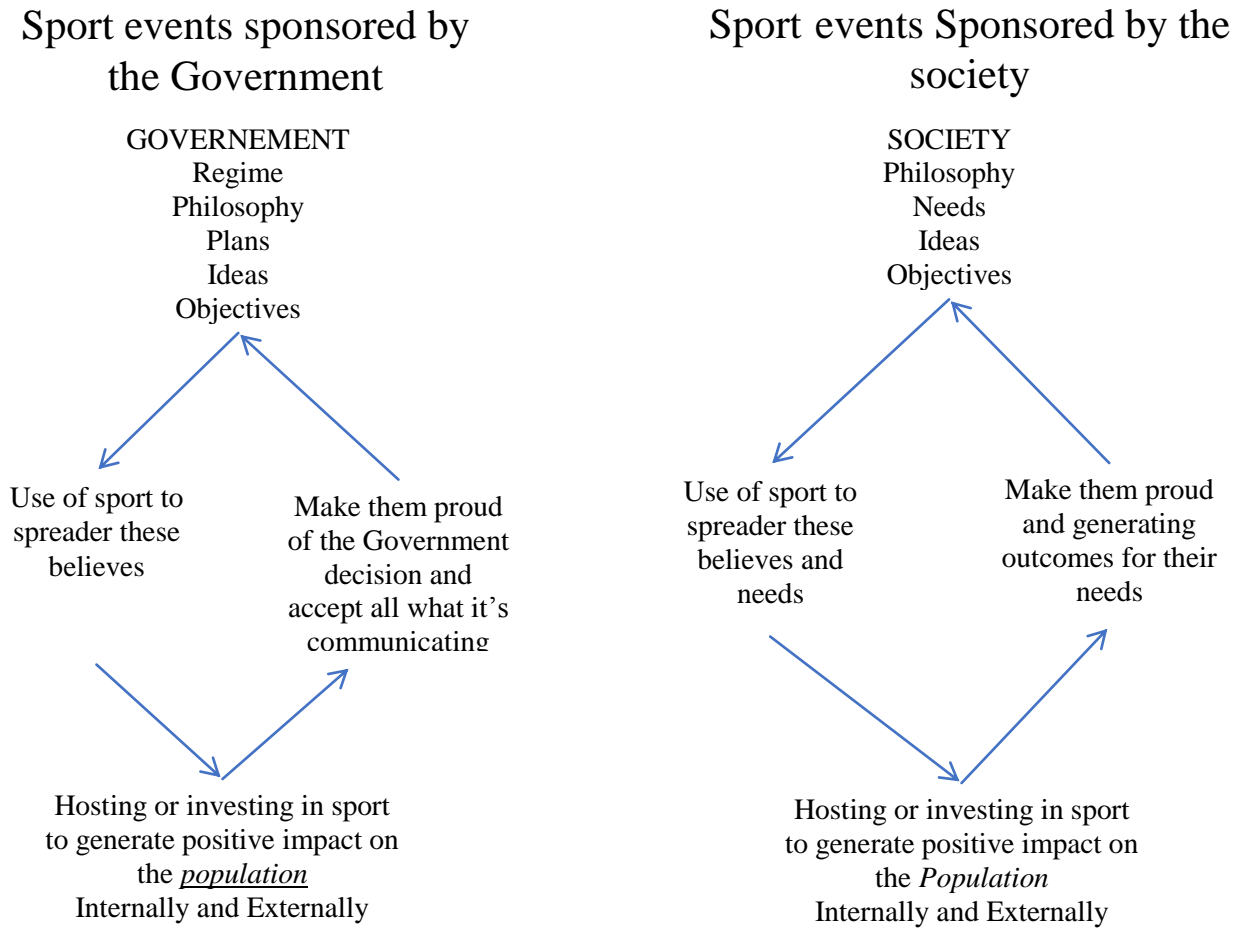 Sport events sponsored by
the Government
GOVERNEMENT
Regime
Philosophy
Plans
Ideas
Objectives
Use of sport to
spreader these
believes
Make them proud
of the Government
decision and
accept all what it's
communicating
Hosting or investing in sport
to generate positive impact on
the population
Internally and Externally
Sport events Sponsored by the
society
SOCIETY
Philosophy
Needs
Ideas
Objectives
Use of sport to
spreader these
believes and
needs
Make them proud
and generating
outcomes for their
needs
Hosting or investing in sport
to generate positive impact on
the Population
Internally and Externally